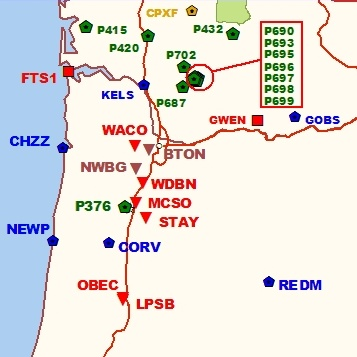 CPXF
P415
P432
P690
P693
P695
P696
P697
P698
P699
P420
P702
FTS1
KELS
P687
GWEN
GOBS
WACO
CHZZ
BTON
NWBG
WDBN
MCSO
P376
STAY
NEWP
CORV
OBEC
REDM
LPSB